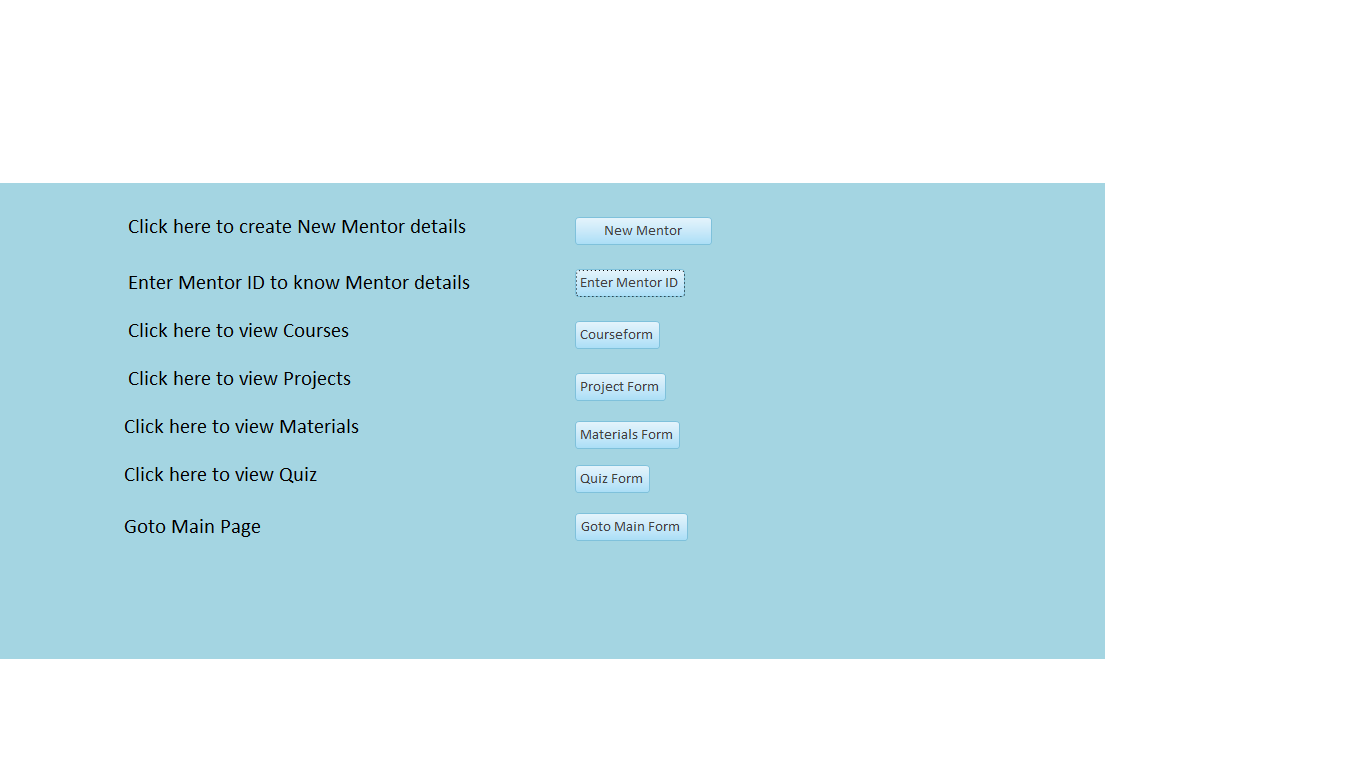 Click here to create New Mentor details
New Mentor
Enter Mentor ID to know Mentor details
Enter Mentor ID
Click here to view Courses
Courseform
Click here to view Projects
Project Form
Click here to view Materials
Materials Form
Click here to view Quiz
Quiz Form
Goto Main Page
Goto Main Form